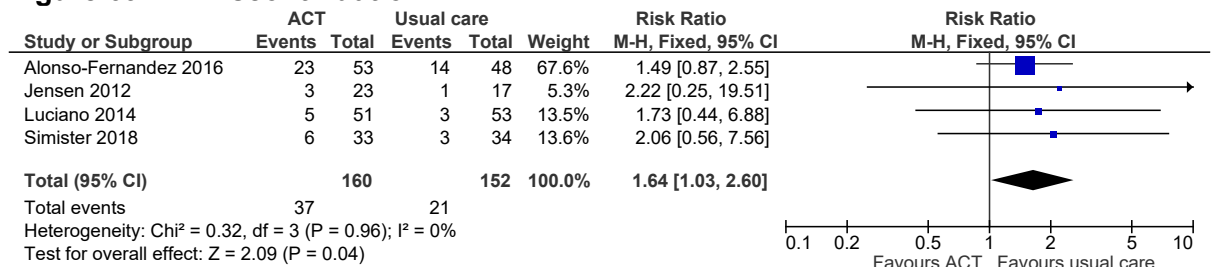 ACT Usual care Risk Ratio Risk Ratio
Study or Subgroup Events Total Events Total Weight M-H, Fixed, 95% CI M-H, Fixed, 95% CI
Alonso-Fernandez 2016 23 53 14 48 67.6% 1.49 [0.87, 2.55]
Jensen 2012 3 23 1 17 5.3% 2.22 [0.25, 19.51]
Luciano 2014 5 51 3 53 13.5% 1.73 [0.44, 6.88]
Simister 2018 6 33 3 34 13.6% 2.06 [0.56, 7.56]
Total (95% CI) 160 152 100.0% 1.64 [1.03, 2.60]
Total events 37 21
Heterogeneity: Chi² = 0.32, df = 3 (P = 0.96); I² = 0%
Test for overall effect: Z = 2.09 (P = 0.04)
0.1 0.2 0.5 1 2 5 10
Favours ACT Favours usual care